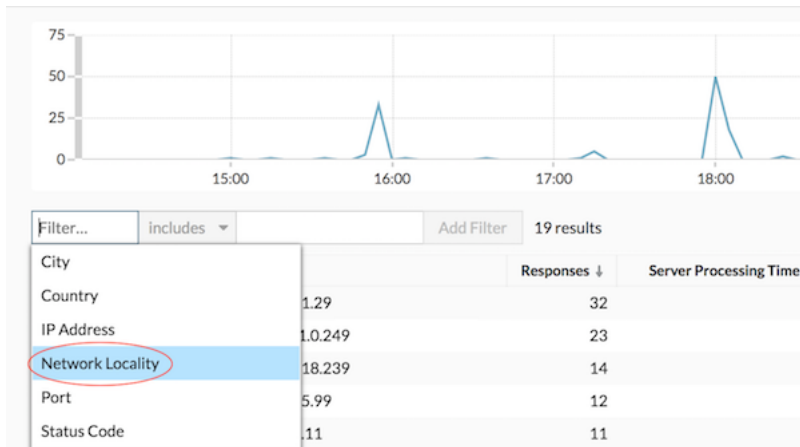 75
50
25
0
15:00 16:00 17:00 18:00
Filter... includes Add Filter 19 results
City
Responses ↓ Server Processing Time
Country
1.29 32
IP Address
1.0.249 23
Network Locality
18.239 14
Port
5.99 12
Status Code
.11 11